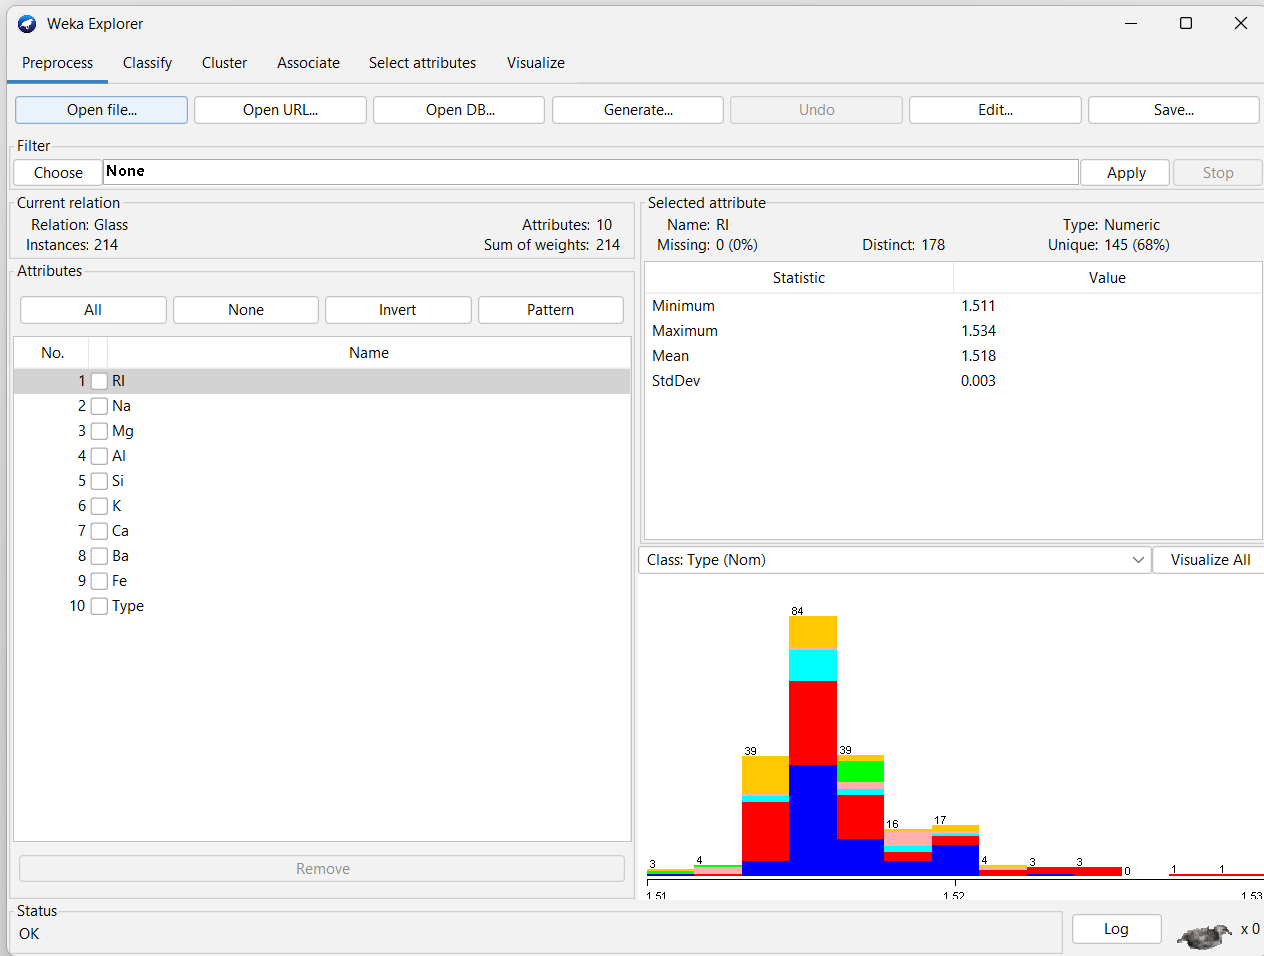 Weka Explorer
Preprocess Classify Cluster Associate Select attributes Visualize
Open file... Open URL... Open DB... Generate... Undo Edit... Save...
Filter
Choose None Apply Stop
Current relation
Relation: Glass Attributes: 10
Instances: 214 Sum of weights: 214
Attributes
All None Invert Pattern
No. Name
1 RI
2 Na
3 Mg
4 Al
5 Si
6 K
7 Ca
8 Ba
9 Fe
10 Type
Remove
Selected attribute
Name: RI Type: Numeric
Missing: 0 (0%) Distinct: 178 Unique: 145 (68%)
Statistic Value
Minimum 1.511
Maximum 1.534
Mean 1.518
StdDev 0.003
Class: Type (Nom) Visualize All
84
39 39
16 17
3 4 4 3 3 0 1 1
1.51 1.52 1.53
Status
OK
Log x 0